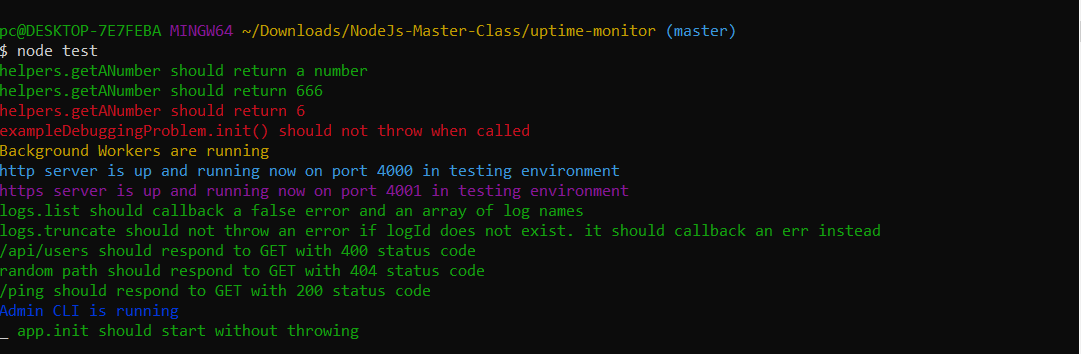 pc@DESKTOP-7E7FEBA MINGW64 ~/Downloads/NodeJs-Master-Class/uptime-monitor (master)
$ node test
helpers.getANumber should return a number
helpers.getANumber should return 666
helpers.getANumber should return 6
exampleDebuggingProblem.init() should not throw when called
Background Workers are running
http server is up and running now on port 4000 in testing environment
https server is up and running now on port 4001 in testing environment
logs.list should callback a false error and an array of log names
logs.truncate should not throw an error if logId does not exist. it should callback an err instead
/api/users should respond to GET with 400 status code
random path should respond to GET with 404 status code
/ping should respond to GET with 200 status code
Admin CLI is running
_ app.init should start without throwing